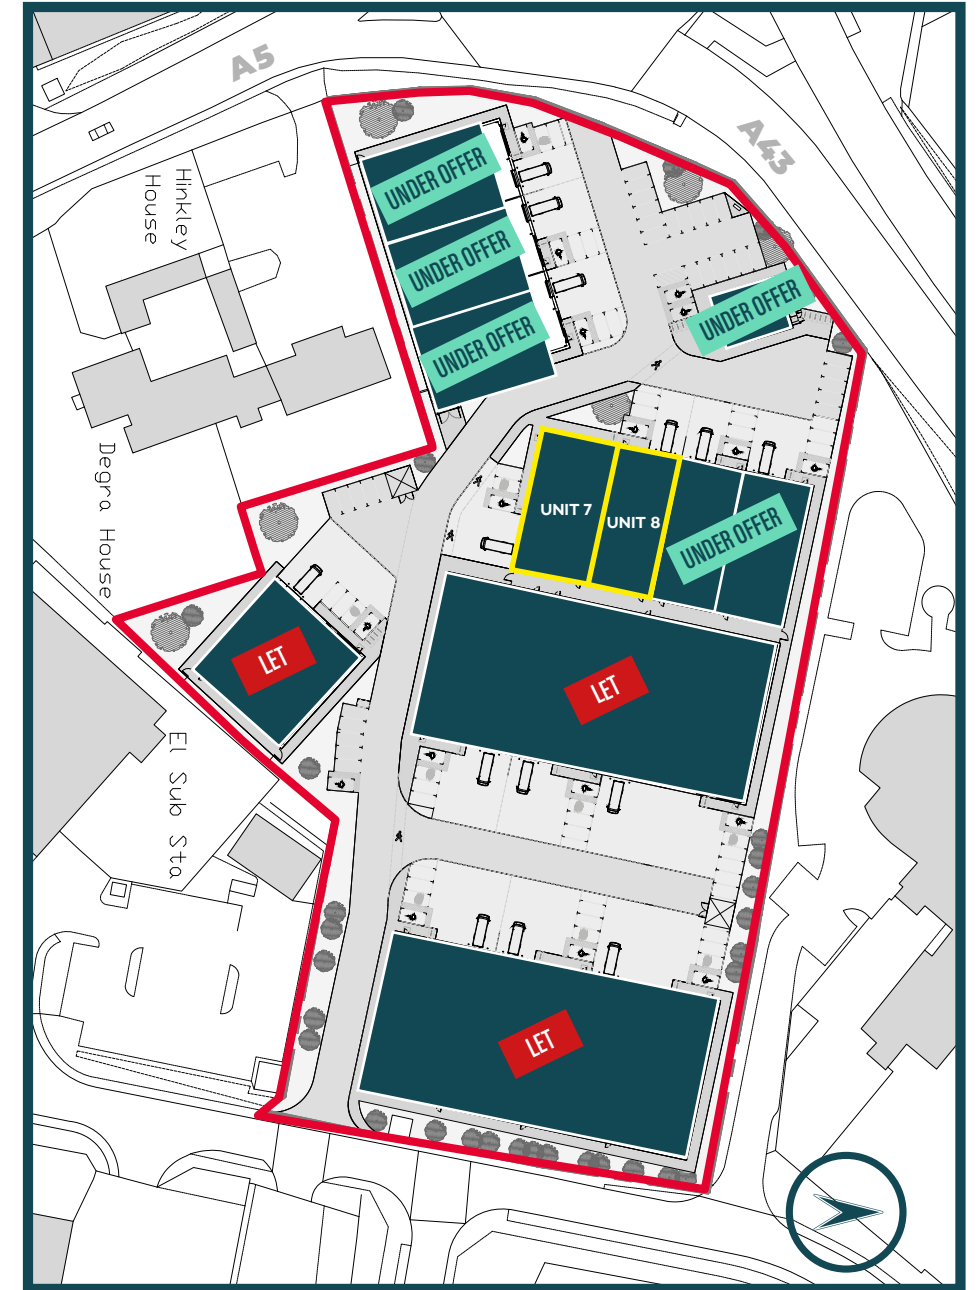 A5
A43
Hinkley
House
UNDER OFFER
UNDER OFFER
UNDER OFFER
UNDER OFFER
Degra House
UNIT 7
UNIT 8
UNDER OFFER
LET
LET
El Sub Sta
LET